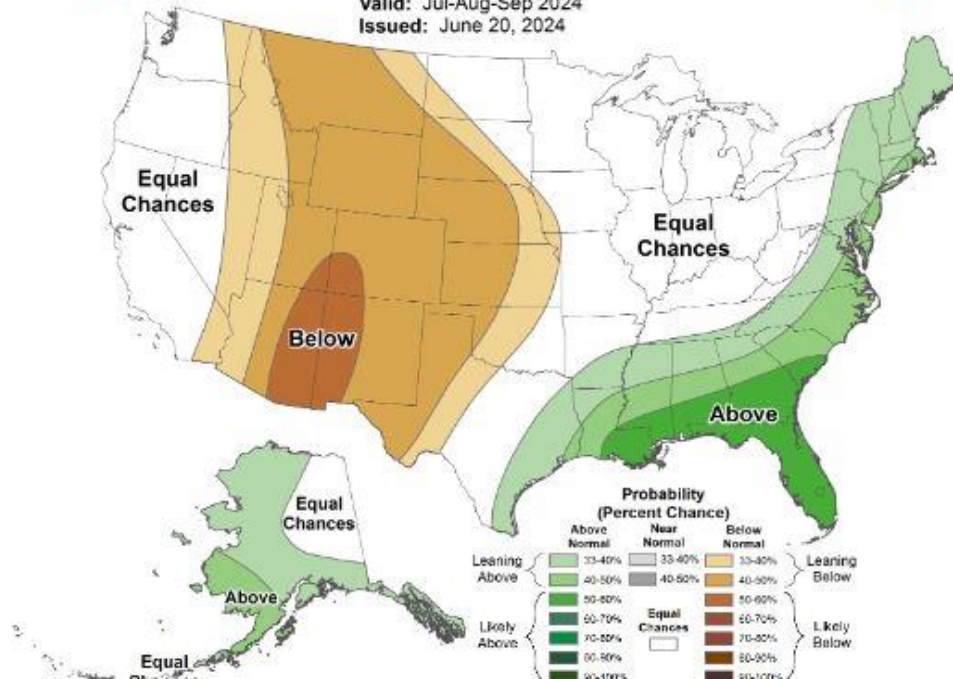 Valid: Jul-Aug-Sep 2024
Issued: June 20, 2024
Equal
Chances
Equal
Chances
Below
Above
Equal
Chances
Above
Equal
Probability
(Percent Chance)
Above
Normal
Near
Normal
Below
Normal
Leaning
Above
33-40%
33-40%
33-40%
40-50%
40-50%
40-50%
Leaning
Below
Likely
Above
50-60%
60-70%
70-80%
80-90%
90-100%
Equal
Chances
50-60%
60-70%
70-80%
80-90%
90-100%
Likely
Below